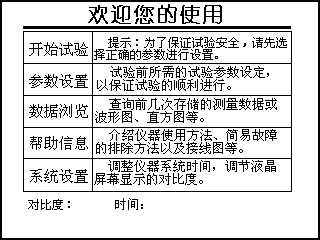 欢迎您的使用
开始试验
提示：为了保证试验安全，请先选
择正确的参数进行设置。
参数设置
试验前所需的试验参数设定，
以保证试验的顺利进行。
数据浏览
查询前几次存储的测量数据或
波形图、直方图等。
帮助信息
介绍仪器使用方法、简易故障
的排除方法以及接线图等。
系统设置
调整仪器系统时间，调节液晶
屏幕显示的对比度。
对比度： 时间：